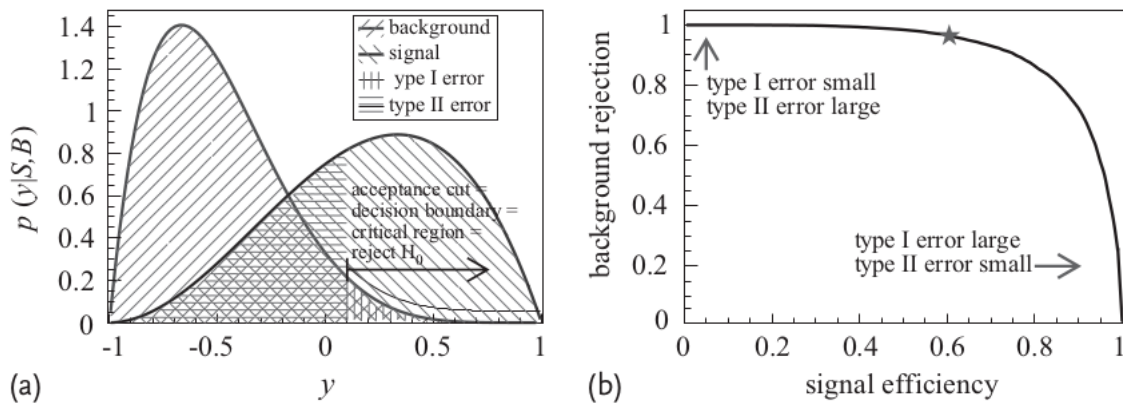 1.4
1.2
1
0.8
0.6
0.4
0.2
0
p (y|S,B)
background
signal
ype I error
type II error
acceptance cut =
decision boundary =
critical region =
reject H0
-1
-0.5
0
0.5
1
y
(a)
1
0.8
0.6
0.4
0.2
0
background rejection
type I error small
type II error large
type I error large
type II error small
0
0.2
0.4
0.6
0.8
1
signal efficiency
(b)